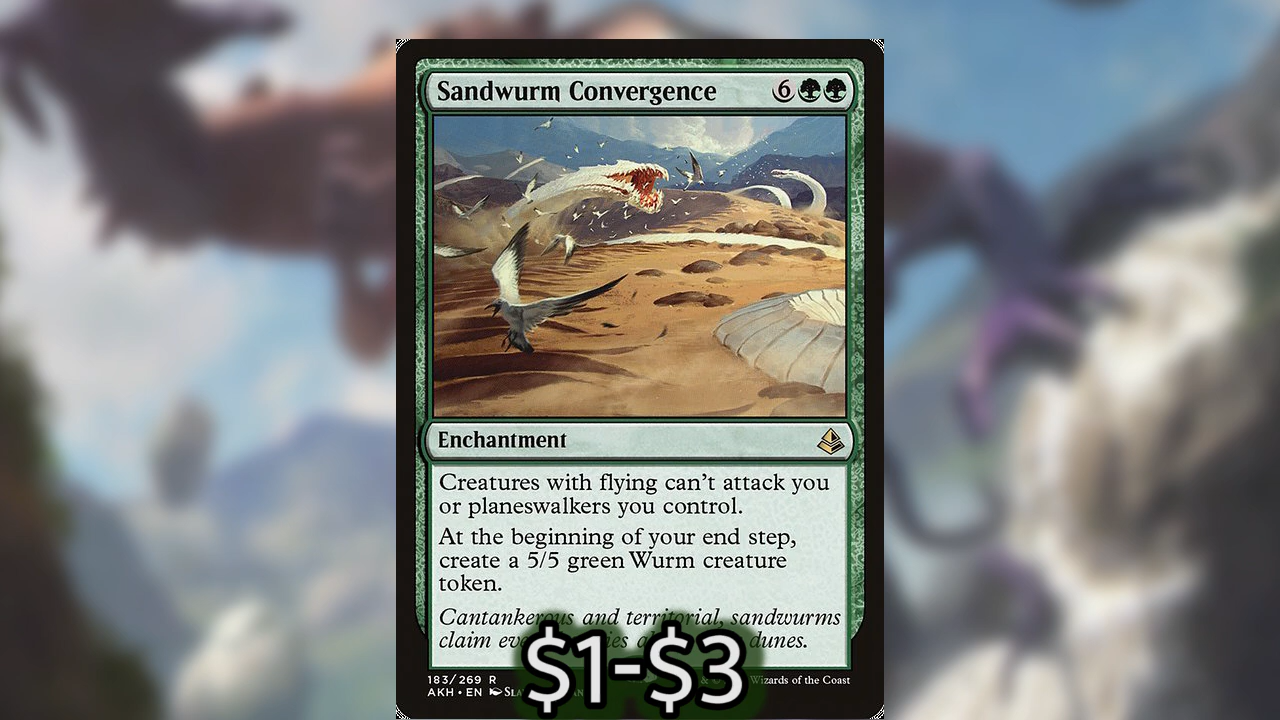 Sandwurm Convergence 6
Enchantment
Creatures with flying can't attack you
or planeswalkers you control.
At the beginning of your end step,
create a 5/5 green Wurm creature
token.
Cantankerous and territorial, sandwurms
claim dunes.
$1-$3
183/269 R
AKH • EN
Wizards of the Coast